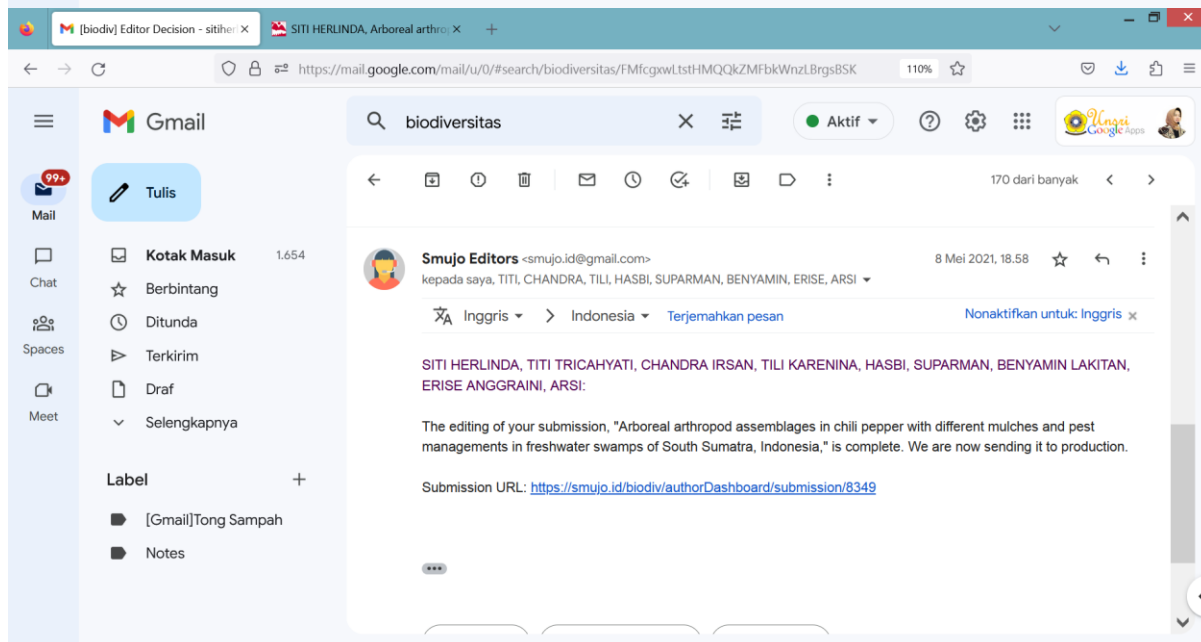 [biodiv] Editor Decision - sitiherl
SITI HERLINDA, Arboreal arthrop
https://mail.google.com/mail/u/0/#search/biodiversitas/FMfcgxwLtstHMQQkZMFbkWnzLBrgsBSK
110%
Gmail
biodiversitas
Aktif
Unsri
Google Apps
99+
Mail
Chat
Spaces
Meet
Tulis
Kotak Masuk 1.654
Berbintang
Ditunda
Terkirim
Draf
Selengkapnya
Label
[Gmail]Tong Sampah
Notes
170 dari banyak
Smujo Editors <smujo.id@gmail.com> 8 Mei 2021, 18.58
kepada saya, TITI, CHANDRA, TILI, HASBI, SUPARMAN, BENYAMIN, ERISE, ARSI
Inggris > Indonesia Terjemahkan pesan Nonaktifkan untuk: Inggris x
SITI HERLINDA, TITI TRICAHYATI, CHANDRA IRSAN, TILI KARENINA, HASBI, SUPARMAN, BENYAMIN LAKITAN,
ERISE ANGGRAINI, ARSI:
The editing of your submission, "Arboreal arthropod assemblages in chili pepper with different mulches and pest
managements in freshwater swamps of South Sumatra, Indonesia," is complete. We are now sending it to production.
Submission URL: https://smujo.id/biodiv/authorDashboard/submission/8349